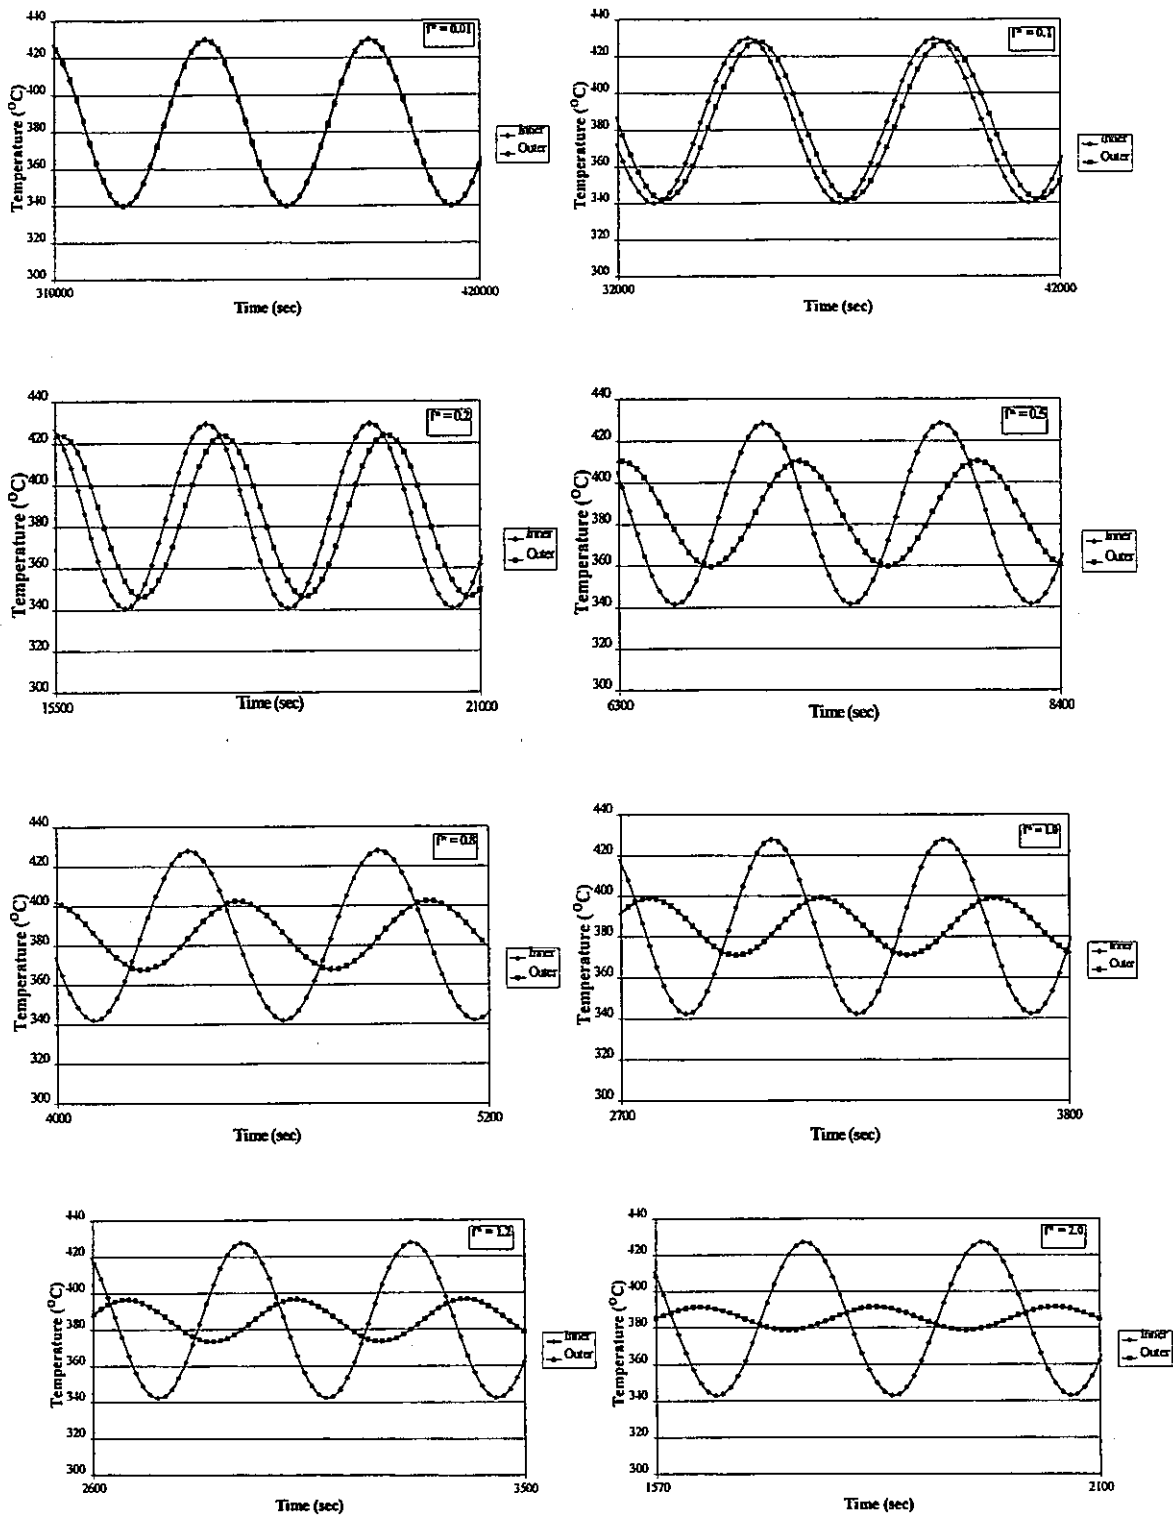 440
420
400
380
360
340
320
300
Temperature (°C)
f* = 0.01
Inner
Outer
310000
420000
Time (sec)
440
420
400
380
360
340
320
300
Temperature (°C)
f* = 0.1
Inner
Outer
32000
42000
Time (sec)
440
420
400
380
360
340
320
300
Temperature (°C)
f* = 0.2
Inner
Outer
15500
21000
Time (sec)
440
420
400
380
360
340
320
300
Temperature (°C)
f* = 0.5
Inner
Outer
6300
8400
Time (sec)
440
420
400
380
360
340
320
300
Temperature (°C)
f* = 0.8
Inner
Outer
4000
5200
Time (sec)
440
420
400
380
360
340
320
300
Temperature (°C)
f* = 1.0
Inner
Outer
2700
3800
Time (sec)
440
420
400
380
360
340
320
300
Temperature (°C)
f* = 1.2
Inner
Outer
2600
3500
Time (sec)
440
420
400
380
360
340
320
300
Temperature (°C)
f* = 2.0
Inner
Outer
1570
2100
Time (sec)